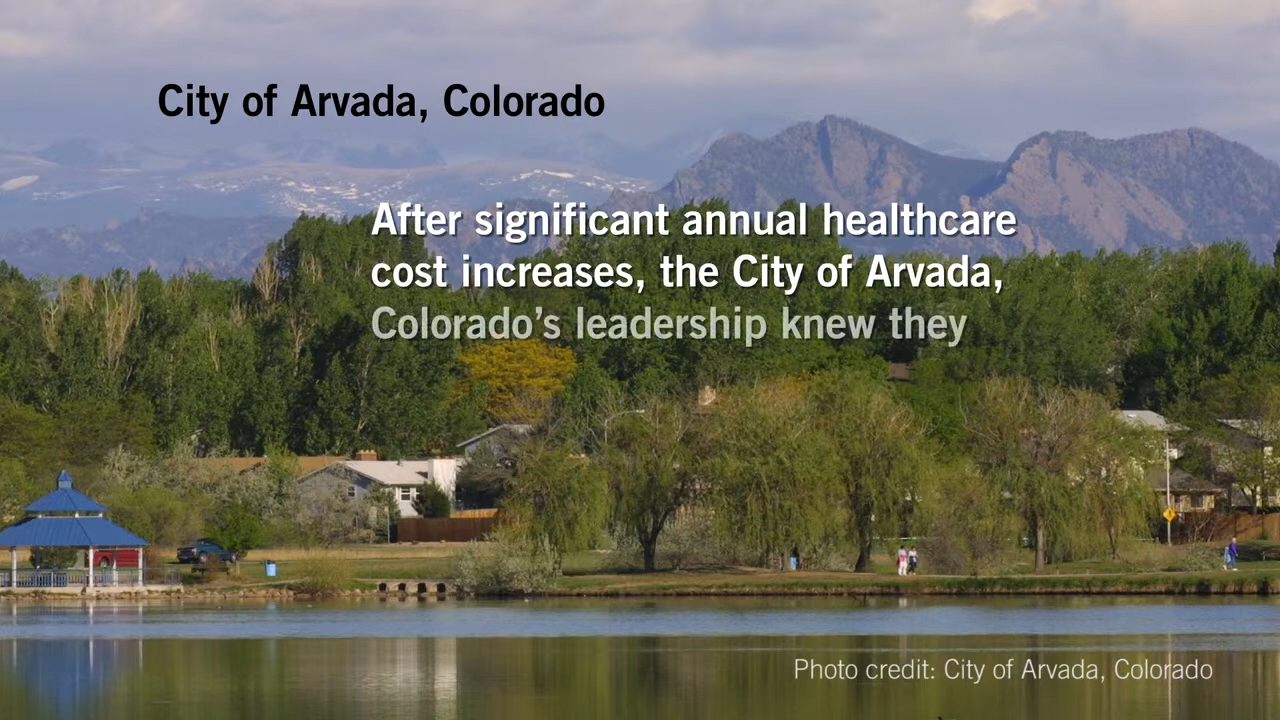 City of Arvada, Colorado
After significant annual healthcare
cost increases, the City of Arvada,
Colorado’s leadership knew they
Photo credit: City of Arvada, Colorado